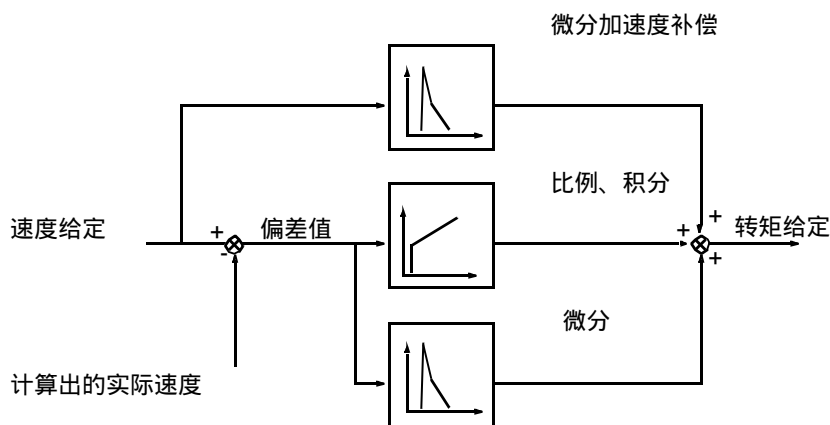 微分加速度补偿
比例、积分
+
速度给定
+
偏差值
+
转矩给定
-
+
微分
计算出的实际速度